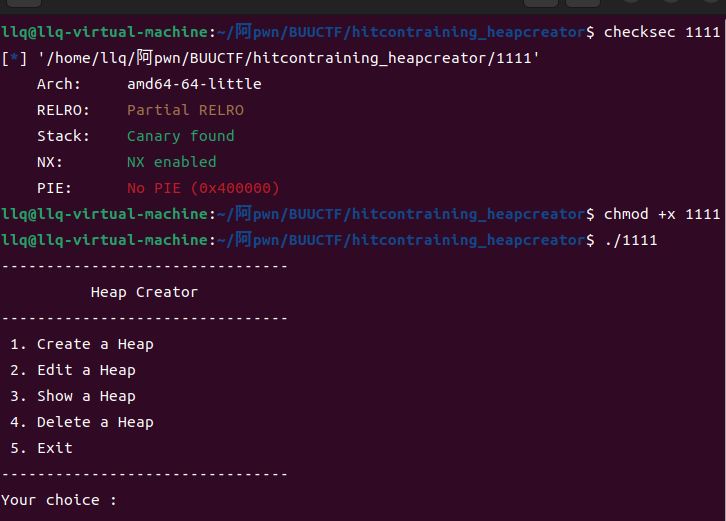 llq@llq-virtual-machine:~/阿pwn/BUUCTF/hitcontraining_heapcreator$ checksec 1111
[*] '/home/llq/阿pwn/BUUCTF/hitcontraining_heapcreator/1111'
    Arch:     amd64-64-little
    RELRO:    Partial RELRO
    Stack:    Canary found
    NX:       NX enabled
    PIE:      No PIE (0x400000)
llq@llq-virtual-machine:~/阿pwn/BUUCTF/hitcontraining_heapcreator$ chmod +x 1111
llq@llq-virtual-machine:~/阿pwn/BUUCTF/hitcontraining_heapcreator$ ./1111
--------------------------------
          Heap Creator
--------------------------------
 1. Create a Heap
 2. Edit a Heap
 3. Show a Heap
 4. Delete a Heap
 5. Exit
--------------------------------
Your choice :